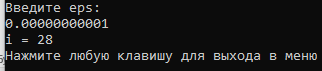 Введите eps:
0.00000000001
i = 28
Нажмите любую клавишу для выхода в меню